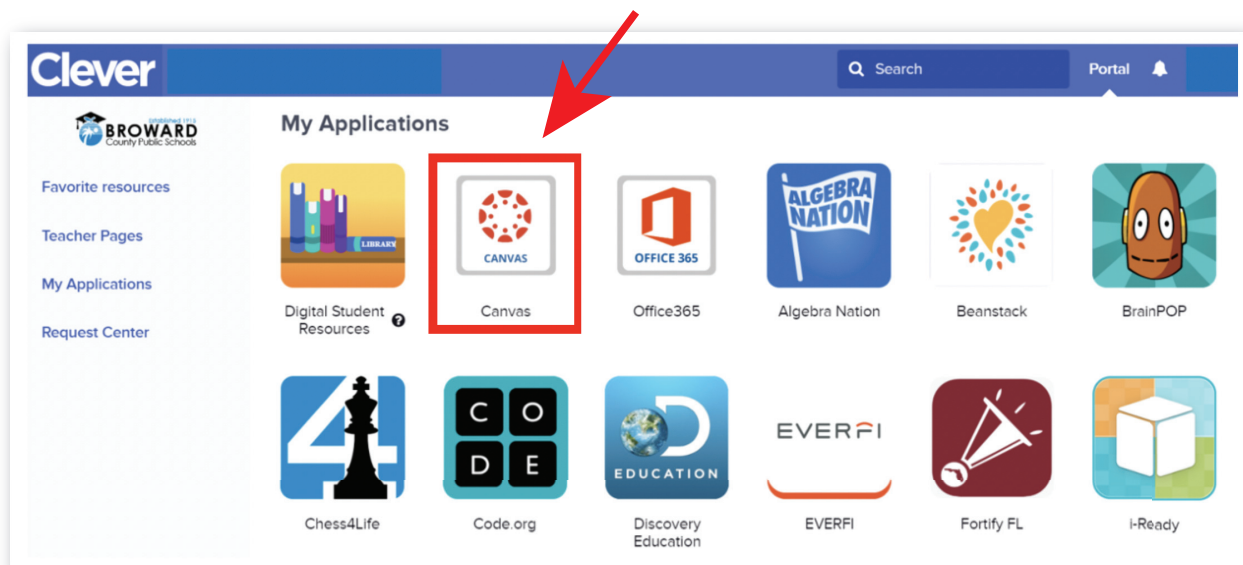 Clever
Search
Portal
Established 1915
BROWARD
County Public Schools
Favorite resources
Teacher Pages
My Applications
Request Center
My Applications
LIBRARY
CANVAS
OFFICE 365
ALGEBRA
NATION
Digital Student
Resources ?
Canvas
Office365
Algebra Nation
Beanstack
BrainPOP
4
C O
D E
EDUCATION
EVERFI
Chess4Life
Code.org
Discovery
Education
EVERFI
Fortify FL
i-Ready